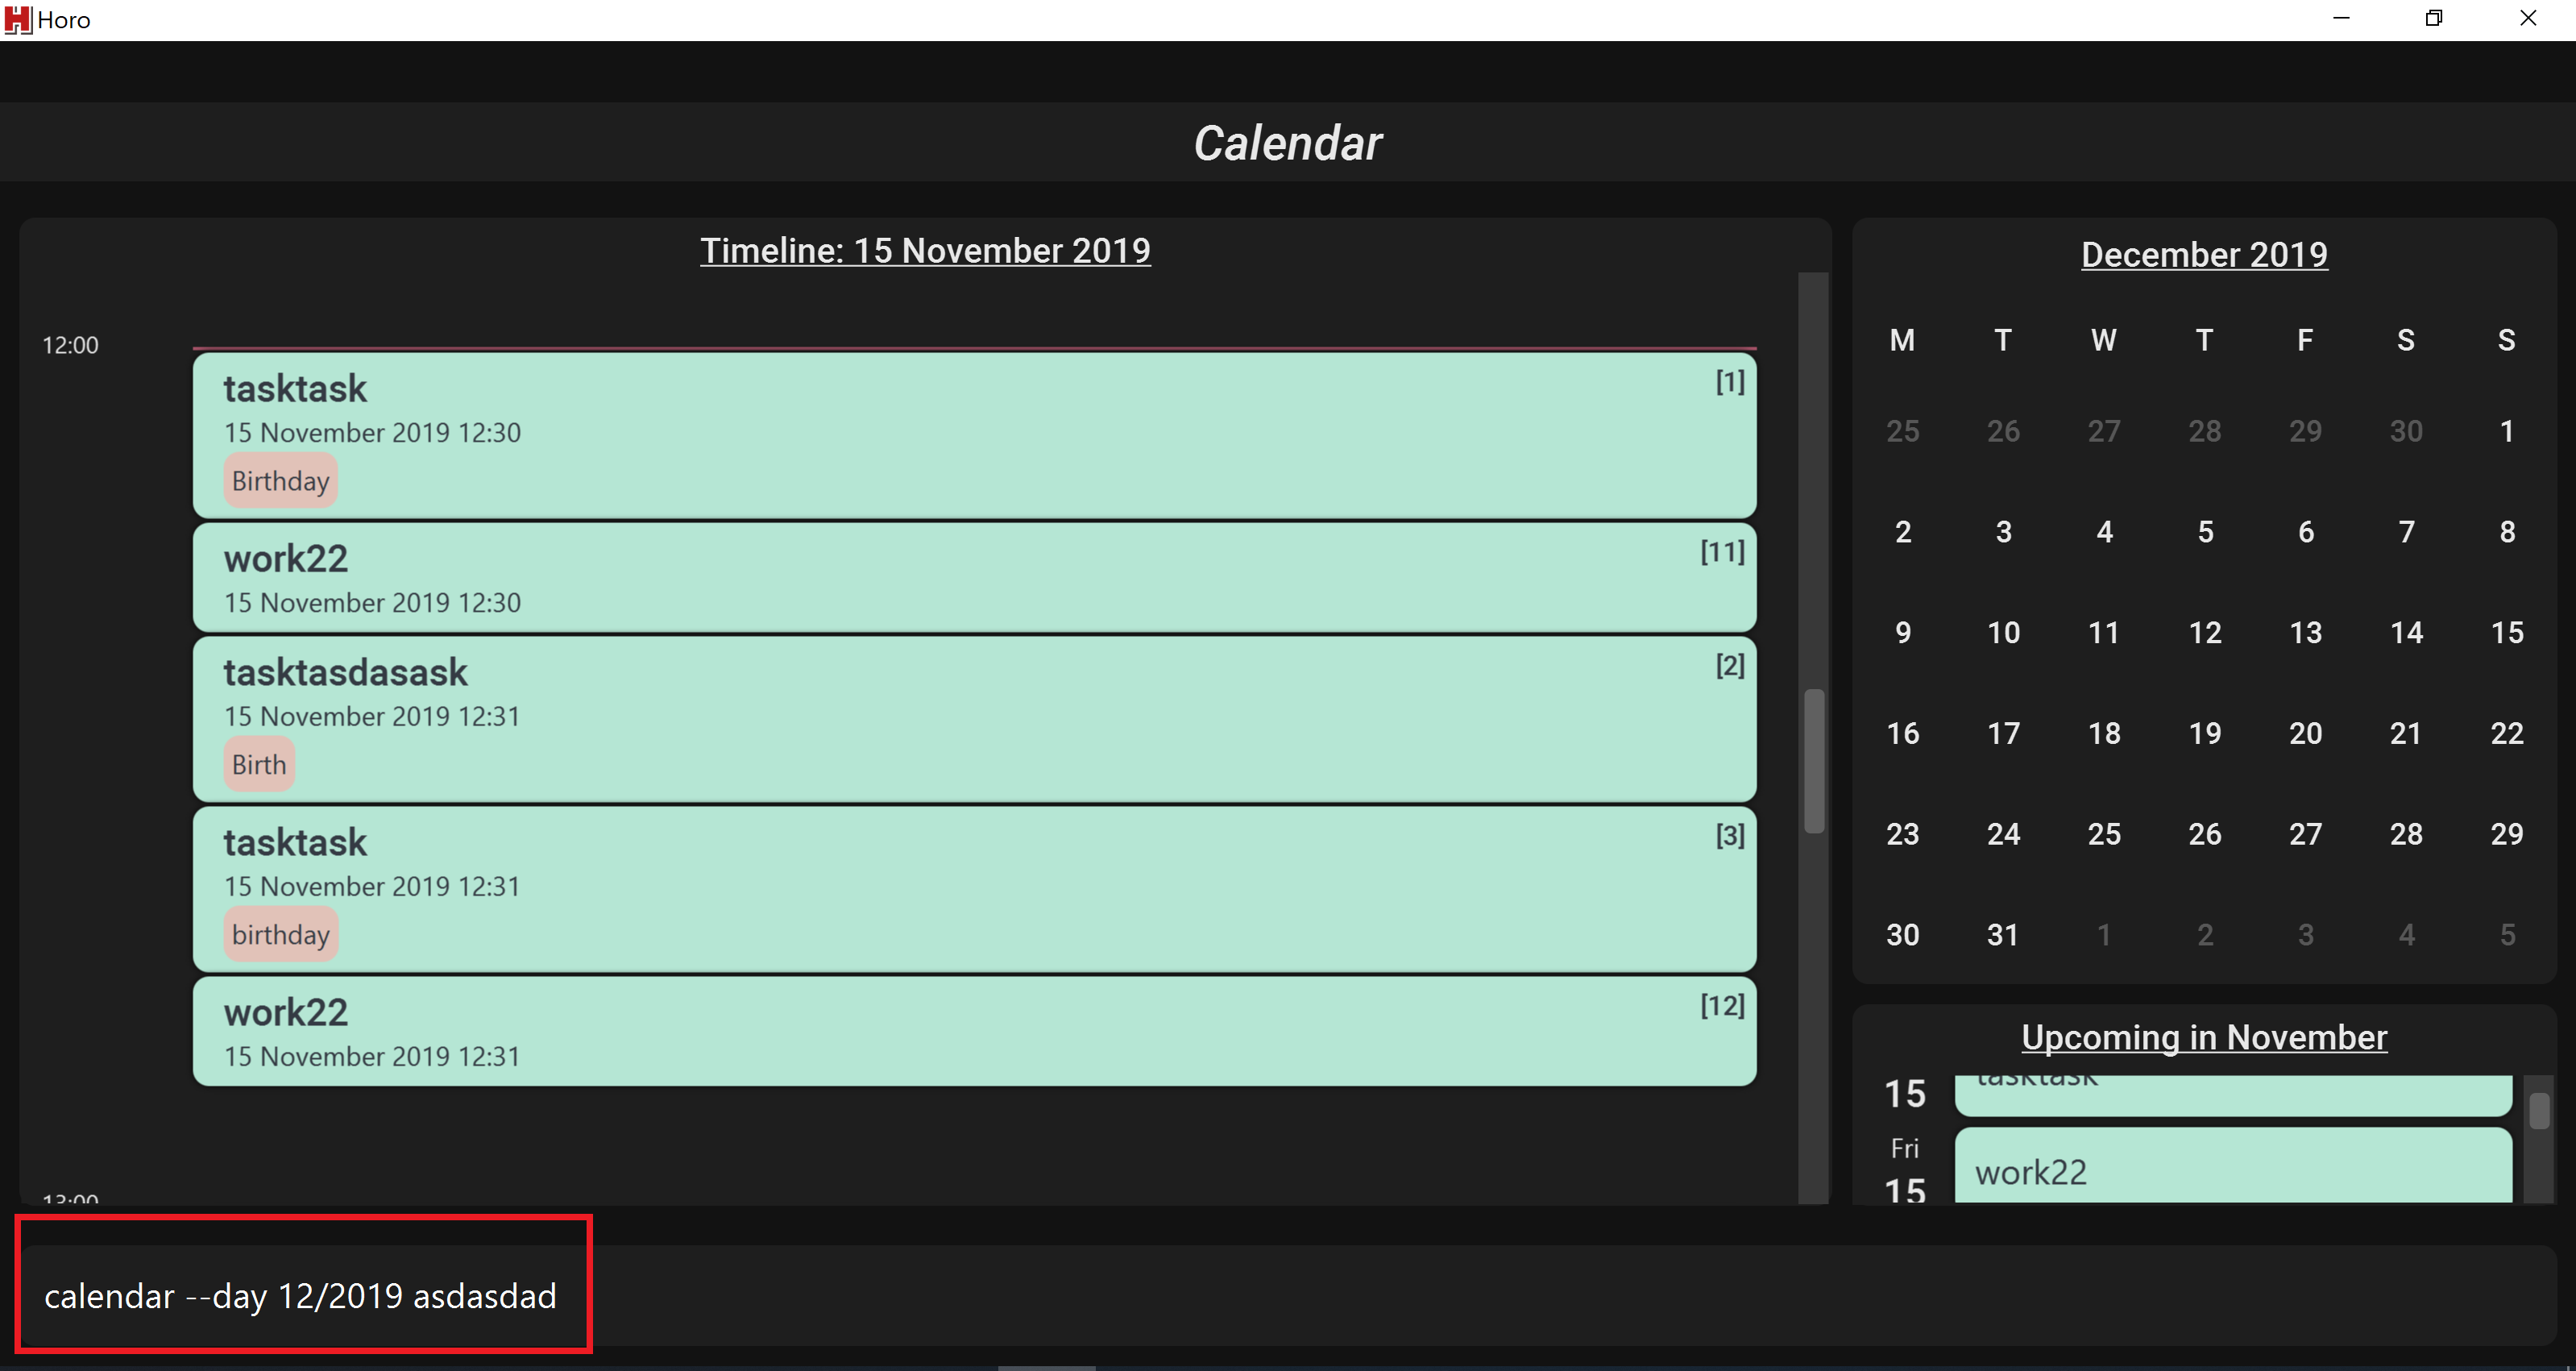 Horo
Calendar
Timeline: 15 November 2019
12:00
tasktask
[1]
15 November 2019 12:30
Birthday
work22
[11]
15 November 2019 12:30
tasktasdasask
[2]
15 November 2019 12:31
Birth
tasktask
[3]
15 November 2019 12:31
birthday
work22
[12]
15 November 2019 12:31
13:00
December 2019
M T W T F S S
25 26 27 28 29 30 1
2 3 4 5 6 7 8
9 10 11 12 13 14 15
16 17 18 19 20 21 22
23 24 25 26 27 28 29
30 31 1 2 3 4 5
Upcoming in November
15
tasktask
Fri
15
work22
calendar --day 12/2019 asdasdad